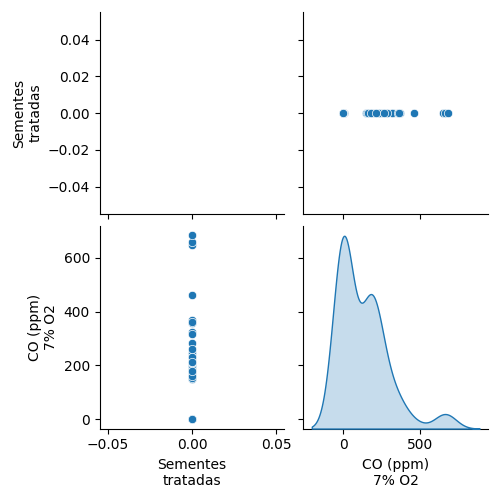 0.04
0.02
0.00
−0.02
−0.04
Sementes
tratadas
600
400
200
0
CO (ppm)
7% O2
−0.05
0.00
0.05
Sementes
tratadas
0
500
CO (ppm)
7% O2